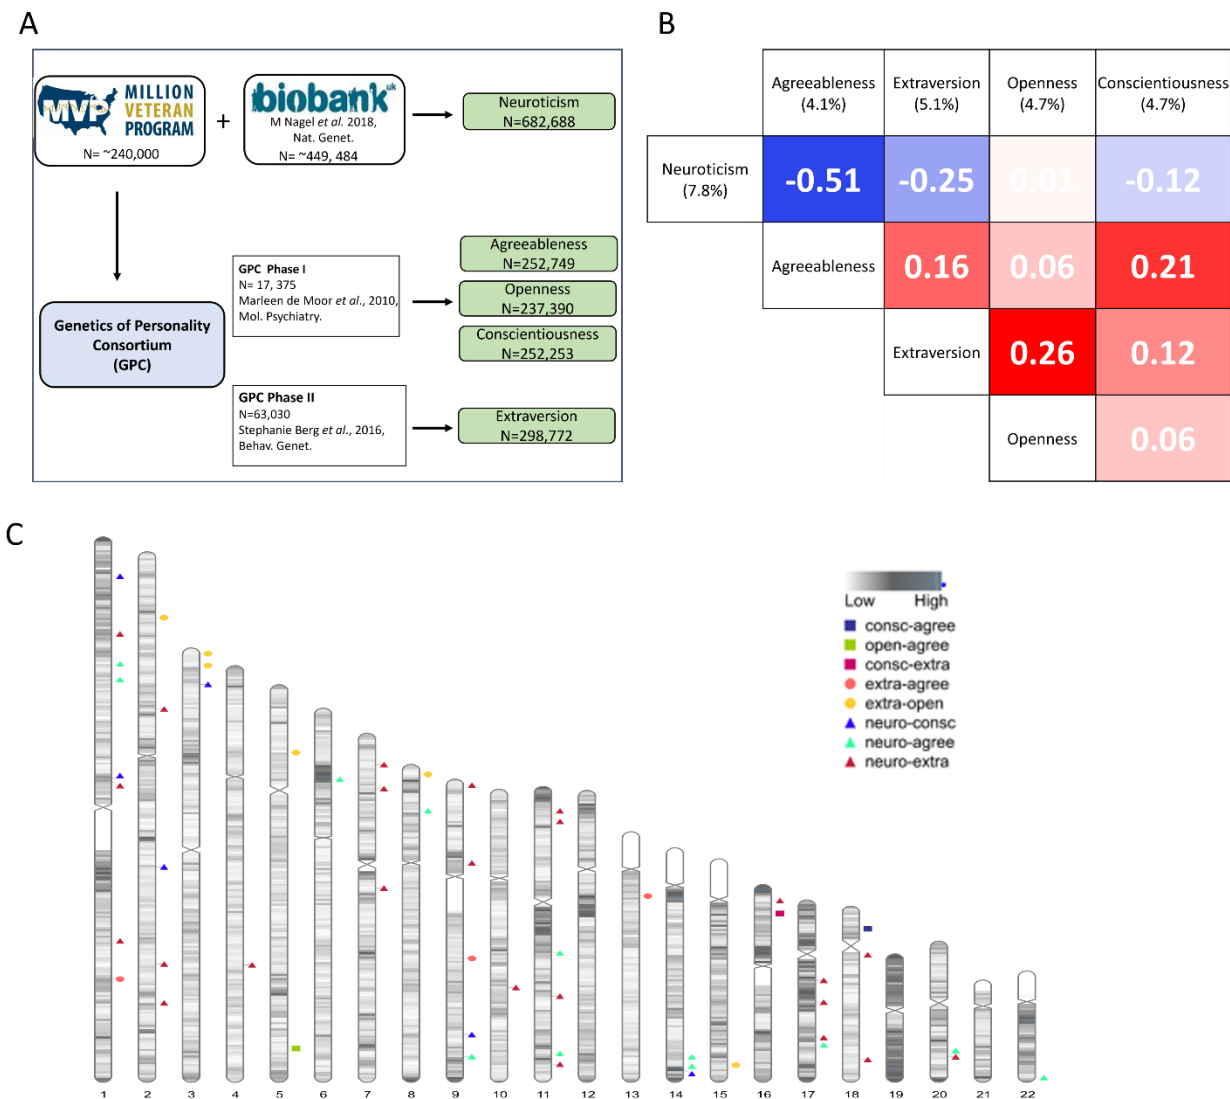 A
MVP
MILLION
VETERAN
PROGRAM
N= ~240,000
+
biobank uk
M Nagel et al. 2018,
Nat. Genet.
N= ~449, 484
Neuroticism
N=682,688
Genetics of Personality
Consortium
(GPC)
GPC Phase I
N= 17, 375
Marleen de Moor et al., 2010,
Mol. Psychiatry.
Agreeableness
N=252,749
Openness
N=237,390
Conscientiousness
N=252,253
GPC Phase II
N=63,030
Stephanie Berg et al., 2016,
Behav. Genet.
Extraversion
N=298,772
B
Agreeableness Extraversion Openness Conscientiousness
(4.1%) (5.1%) (4.7%) (4.7%)
Neuroticism
(7.8%)
-0.51 -0.25 0.01 -0.12
Agreeableness 0.16 0.06 0.21
Extraversion 0.26 0.12
Openness 0.06
C
Low High
consc-agree
open-agree
consc-extra
extra-agree
extra-open
neuro-consc
neuro-agree
neuro-extra
1 2 3 4 5 6 7 8 9 10 11 12 13 14 15 16 17 18 19 20 21 22